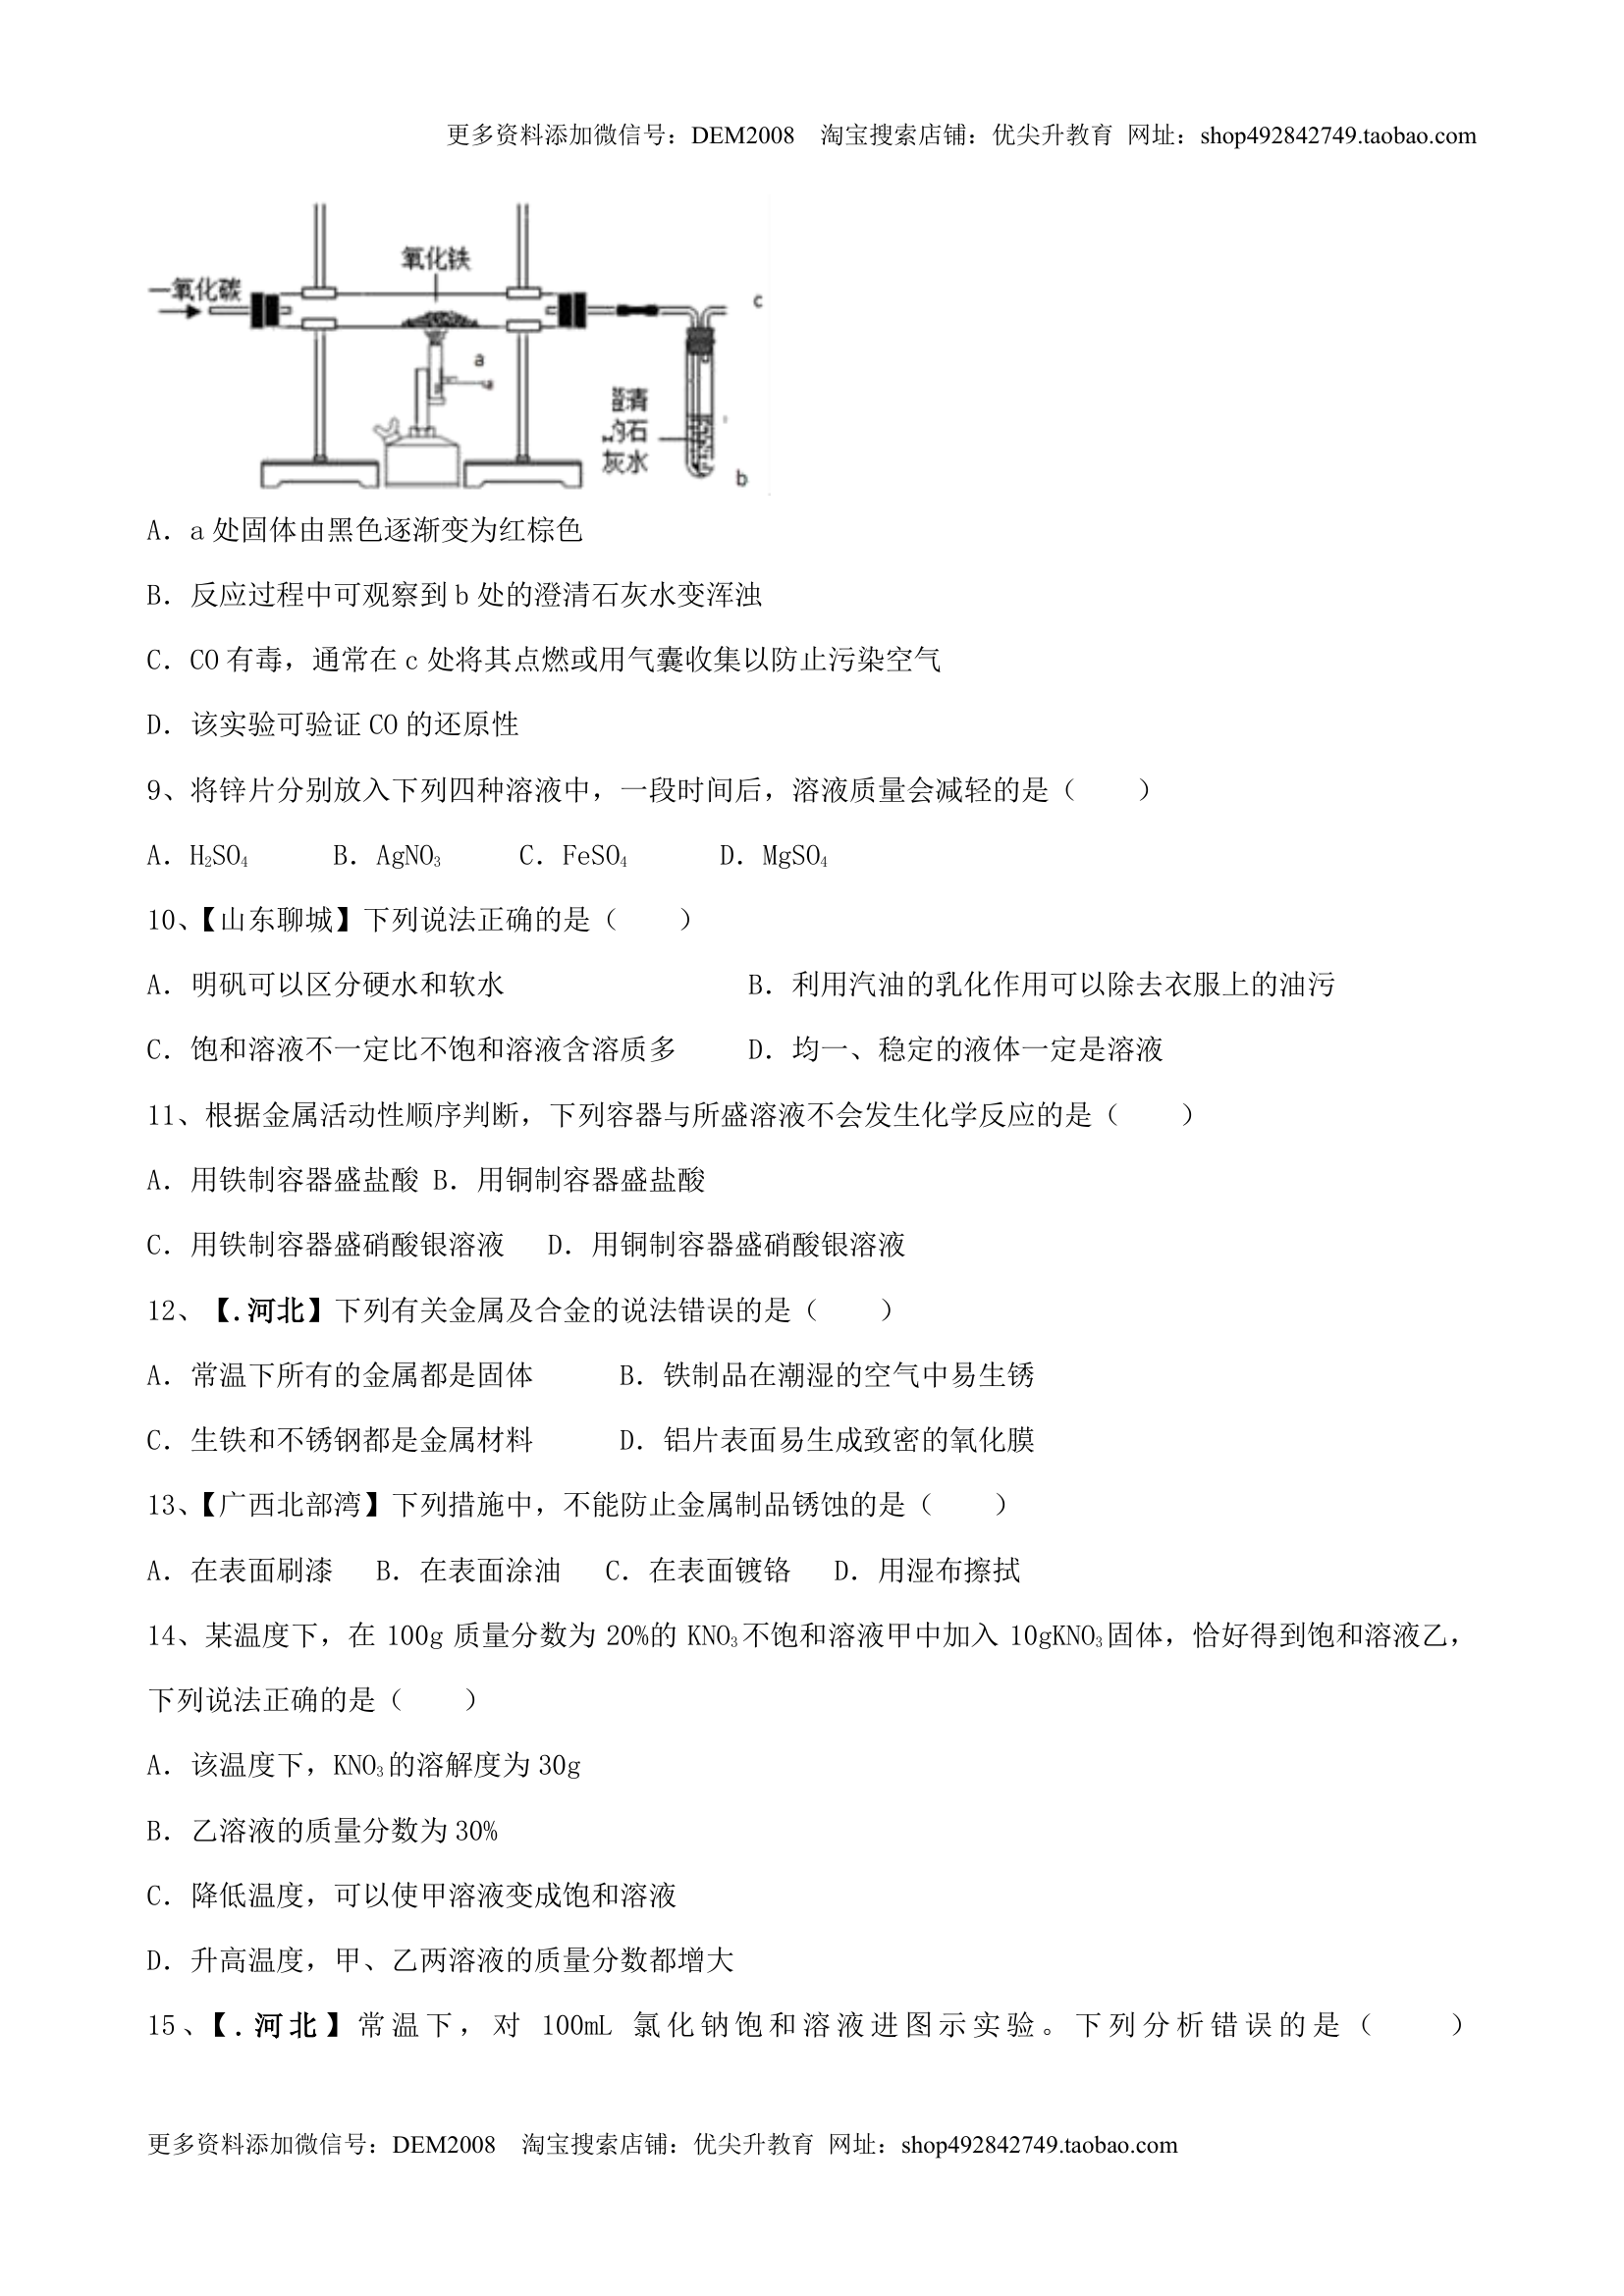 更多资料添加微信号：DEM2008 淘宝搜索店铺：优尖升教育 网址：shop492842749.taobao.com
氧化铁
一氧化碳
c
a
澄清
的石
灰水
b
A．a 处固体由黑色逐渐变为红棕色
B．反应过程中可观察到 b 处的澄清石灰水变浑浊
C．CO 有毒，通常在 c 处将其点燃或用气囊收集以防止污染空气
D．该实验可验证 CO 的还原性
9、将锌片分别放入下列四种溶液中，一段时间后，溶液质量会减轻的是（　　）
A．H₂SO₄ B．AgNO₃ C．FeSO₄ D．MgSO₄
10、【山东聊城】下列说法正确的是（　　）
A．明矾可以区分硬水和软水 B．利用汽油的乳化作用可以除去衣服上的油污
C．饱和溶液不一定比不饱和溶液含溶质多 D．均一、稳定的液体一定是溶液
11、根据金属活动性顺序判断，下列容器与所盛溶液不会发生化学反应的是（　　）
A．用铁制容器盛盐酸 B．用铜制容器盛盐酸
C．用铁制容器盛硝酸银溶液 D．用铜制容器盛硝酸银溶液
12、【.河北】下列有关金属及合金的说法错误的是（　　）
A．常温下所有的金属都是固体 B．铁制品在潮湿的空气中易生锈
C．生铁和不锈钢都是金属材料 D．铝片表面易生成致密的氧化膜
13、【广西北部湾】下列措施中，不能防止金属制品锈蚀的是（　　）
A．在表面刷漆 B．在表面涂油 C．在表面镀铬 D．用湿布擦拭
14、某温度下，在 100g 质量分数为 20%的 KNO₃不饱和溶液甲中加入 10gKNO₃固体，恰好得到饱和溶液乙，
下列说法正确的是（　　）
A．该温度下，KNO₃的溶解度为 30g
B．乙溶液的质量分数为 30%
C．降低温度，可以使甲溶液变成饱和溶液
D．升高温度，甲、乙两溶液的质量分数都增大
15、【.河北】常温下，对 100mL 氯化钠饱和溶液进图示实验。下列分析错误的是（　　）
更多资料添加微信号：DEM2008 淘宝搜索店铺：优尖升教育 网址：shop492842749.taobao.com